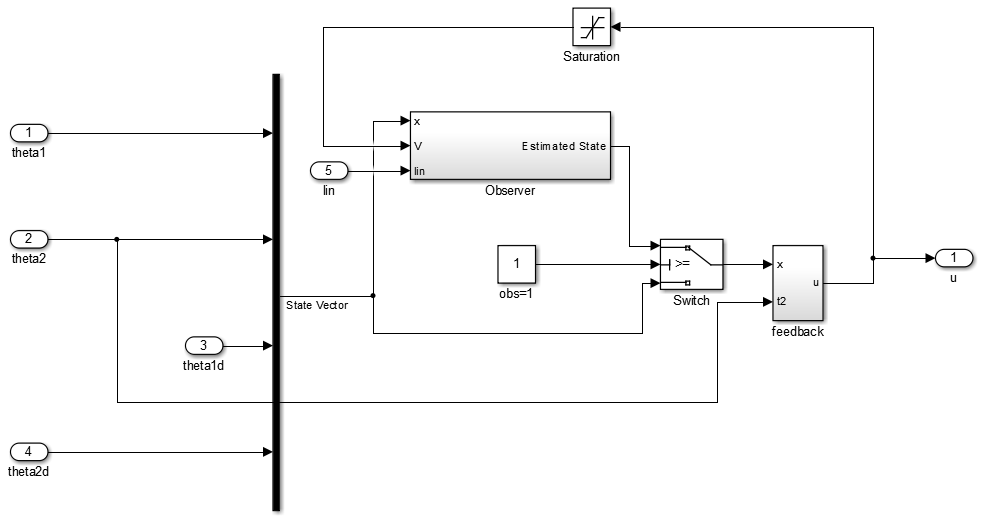 Saturation
1
theta1
x
V
lin
Estimated State
Observer
5
lin
2
theta2
1
obs=1
>=
Switch
x
t2
u
feedback
1
u
State Vector
3
theta1d
4
theta2d